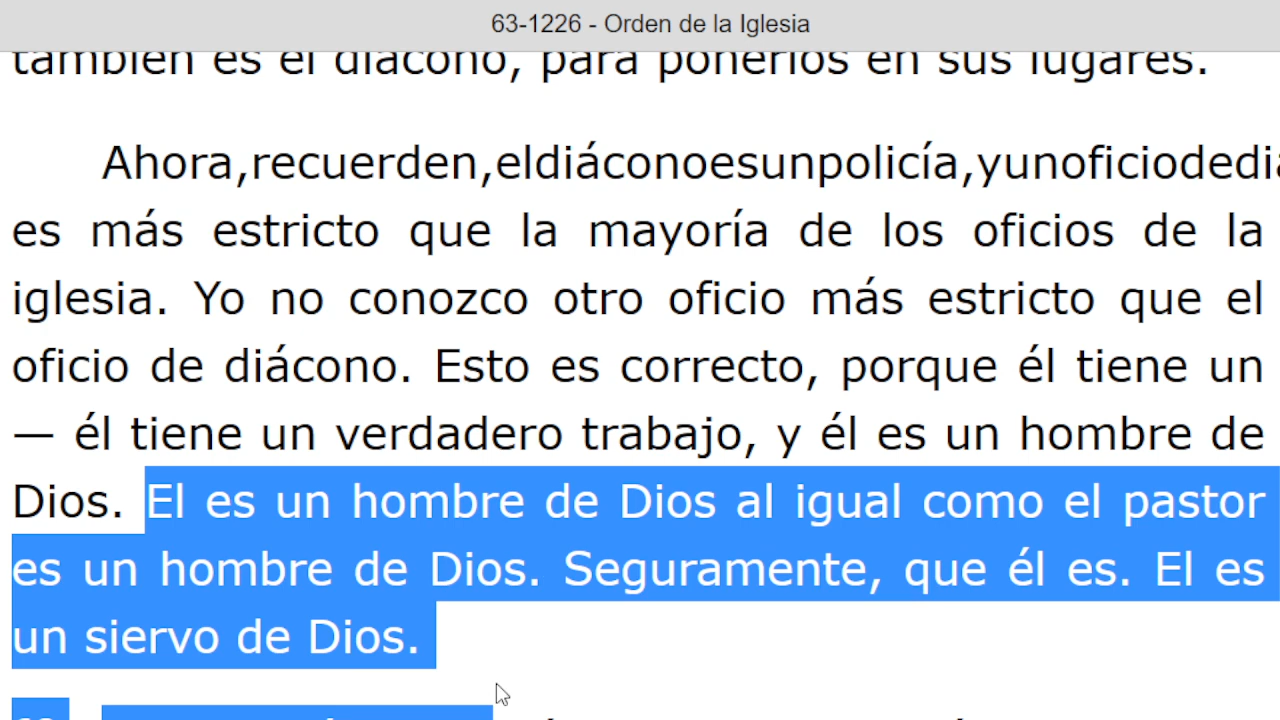 63-1226 - Orden de la Iglesia
también es el diácono, para ponerlos en sus lugares.
Ahora,recuerden,eldiáconoesunpolicía,yunoficiodediá
es más estricto que la mayoría de los oficios de la
iglesia. Yo no conozco otro oficio más estricto que el
oficio de diácono. Esto es correcto, porque él tiene un
— él tiene un verdadero trabajo, y él es un hombre de
Dios. El es un hombre de Dios al igual como el pastor
es un hombre de Dios. Seguramente, que él es. El es
un siervo de Dios.